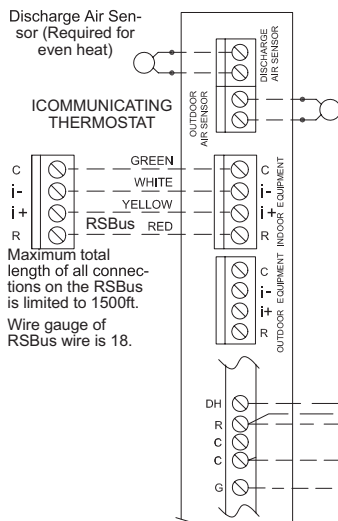 Discharge Air Sen-
sor (Required for
even heat)
DISCHARGE
AIR SENSOR
OUTDOOR
AIR SENSOR
ICOMMUNICATING
THERMOSTAT
C GREEN C
i- WHITE i-
i+ YELLOW i+
R RSBus RED R
INDOOR EQUIPMENT
Maximum total
length of all connec-
tions on the RSBus
is limited to 1500ft.
Wire gauge of
RSBus wire is 18.
C
i-
i+
R
OUTDOOR EQUIPMENT
DH
R
C
C
G